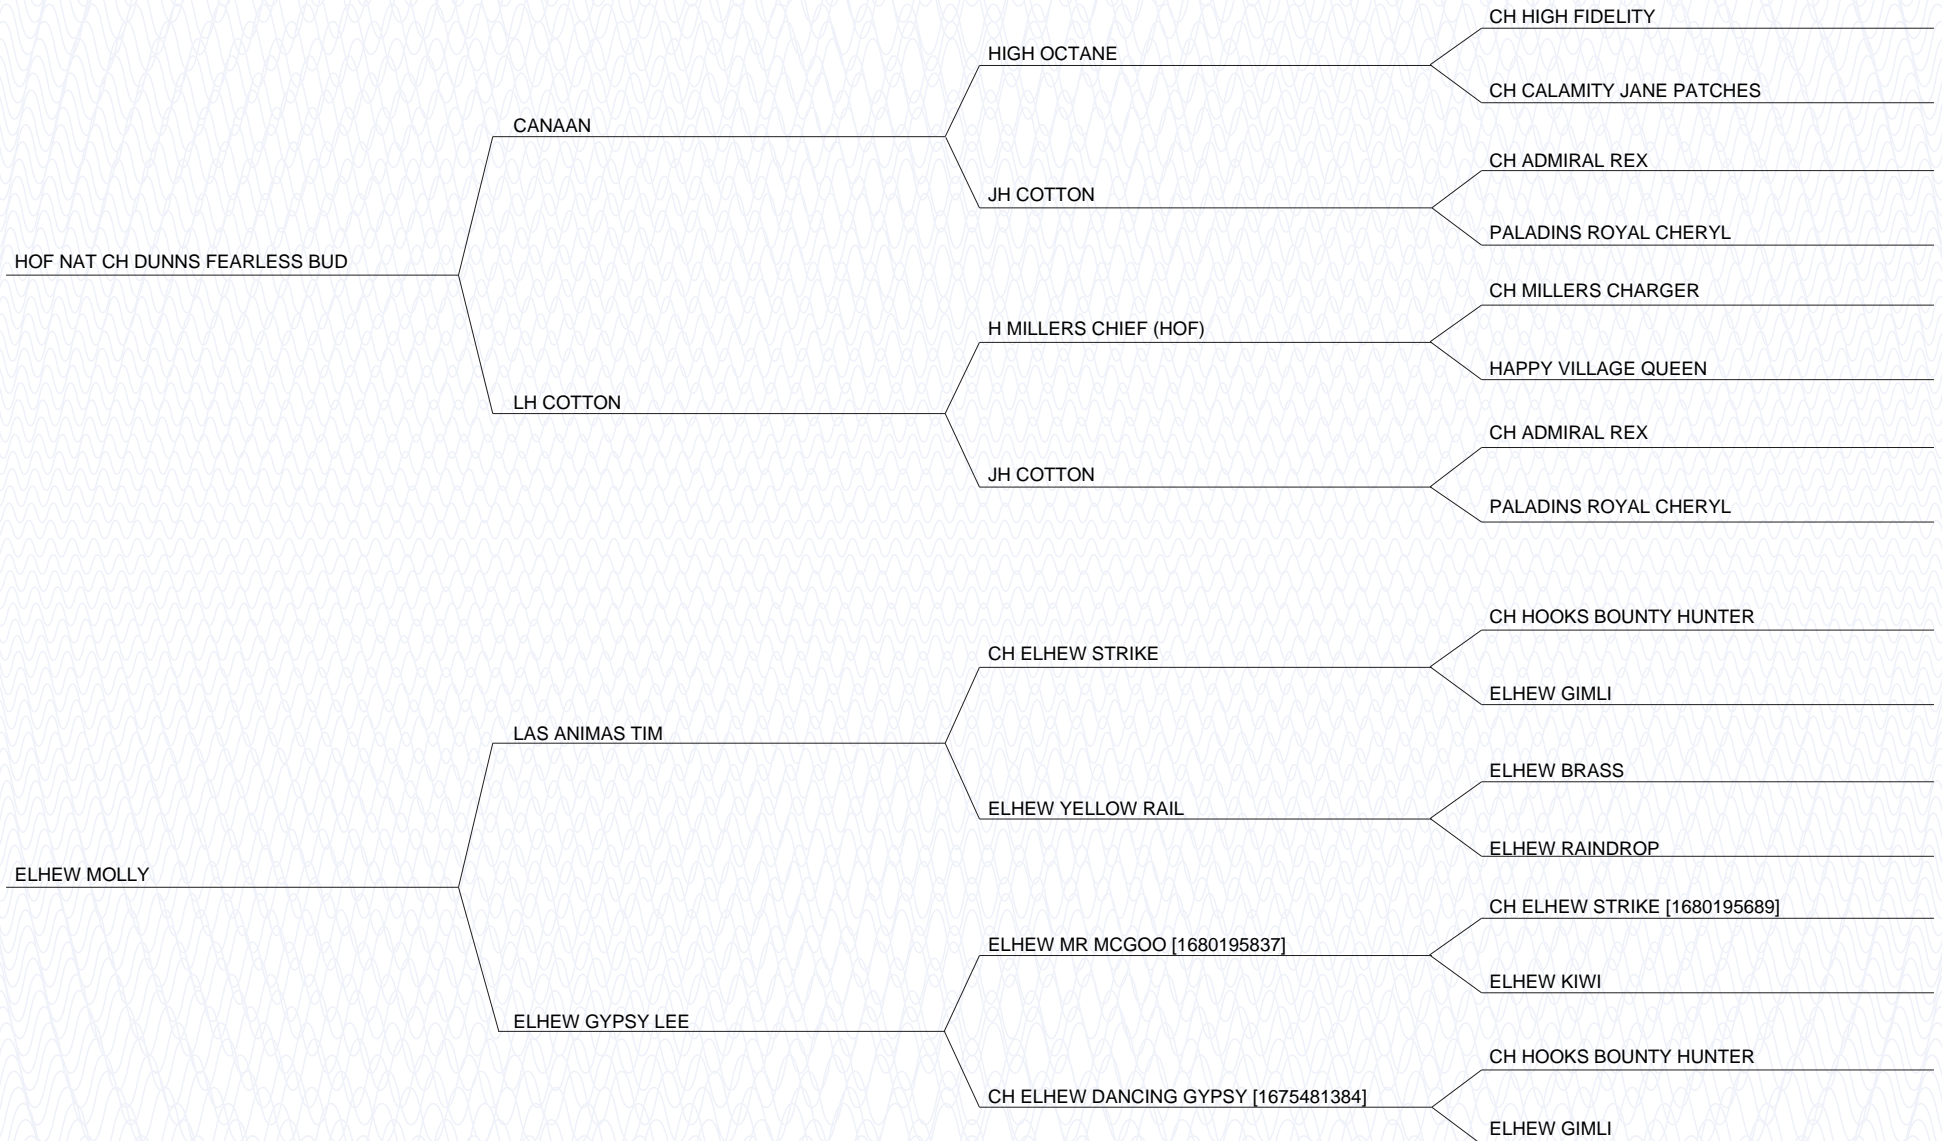 CH HIGH FIDELITY
HIGH OCTANE
CH CALAMITY JANE PATCHES
CANAAN
CH ADMIRAL REX
JH COTTON
PALADINS ROYAL CHERYL
HOF NAT CH DUNNS FEARLESS BUD
CH MILLERS CHARGER
H MILLERS CHIEF (HOF)
HAPPY VILLAGE QUEEN
LH COTTON
CH ADMIRAL REX
JH COTTON
PALADINS ROYAL CHERYL
CH HOOKS BOUNTY HUNTER
CH ELHEW STRIKE
ELHEW GIMLI
LAS ANIMAS TIM
ELHEW BRASS
ELHEW YELLOW RAIL
ELHEW RAINDROP
ELHEW MOLLY
CH ELHEW STRIKE [1680195689]
ELHEW MR MCGOO [1680195837]
ELHEW KIWI
ELHEW GYPSY LEE
CH HOOKS BOUNTY HUNTER
CH ELHEW DANCING GYPSY [1675481384]
ELHEW GIMLI